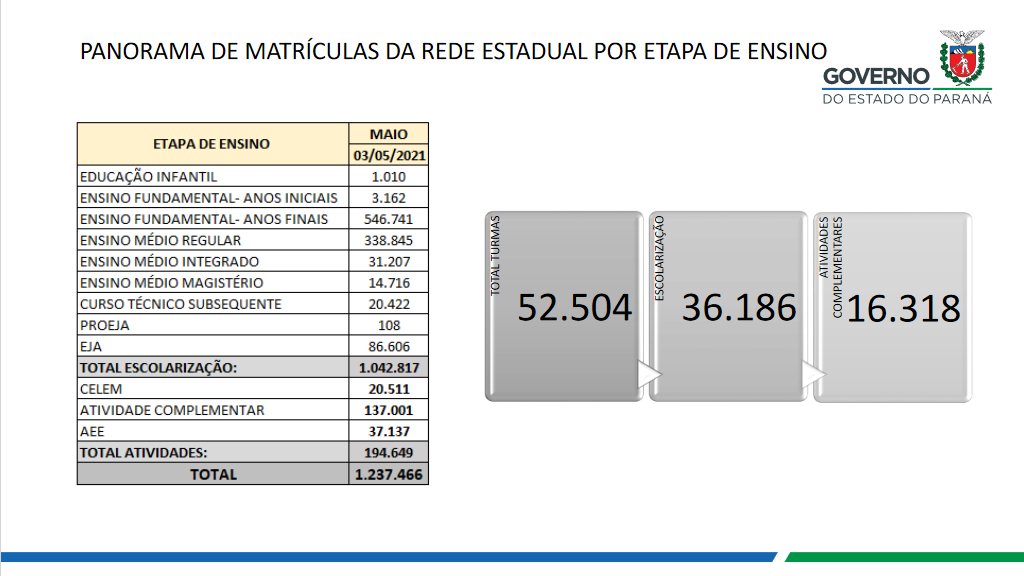 PANORAMA DE MATRÍCULAS DA REDE ESTADUAL POR ETAPA DE ENSINO
GOVERNO
DO ESTADO DO PARANÁ
ETAPA DE ENSINO
MAIO
03/05/2021
EDUCAÇÃO INFANTIL 1.010
ENSINO FUNDAMENTAL- ANOS INICIAIS 3.162
ENSINO FUNDAMENTAL- ANOS FINAIS 546.741
ENSINO MÉDIO REGULAR 338.845
ENSINO MÉDIO INTEGRADO 31.207
ENSINO MÉDIO MAGISTÉRIO 14.716
CURSO TÉCNICO SUBSEQUENTE 20.422
PROEJA 108
EJA 86.606
TOTAL ESCOLARIZAÇÃO: 1.042.817
CELEM 20.511
ATIVIDADE COMPLEMENTAR 137.001
AEE 37.137
TOTAL ATIVIDADES: 194.649
TOTAL 1.237.466
TOTAL TURMAS
52.504
ESCOLARIZAÇÃO
36.186
ATIVIDADES
COMPLEMENTARES
16.318